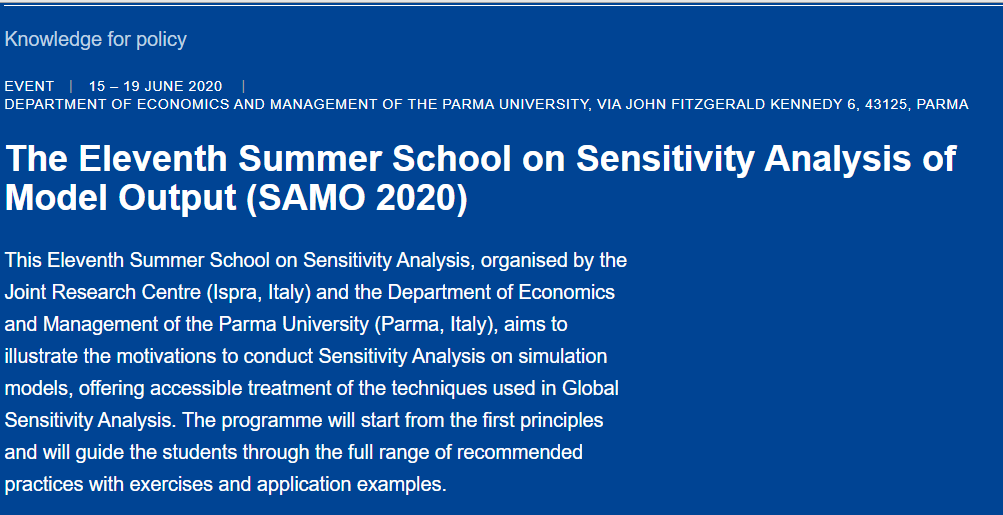 Knowledge for policy
EVENT | 15 – 19 JUNE 2020 |
DEPARTMENT OF ECONOMICS AND MANAGEMENT OF THE PARMA UNIVERSITY, VIA JOHN FITZGERALD KENNEDY 6, 43125, PARMA
The Eleventh Summer School on Sensitivity Analysis of
Model Output (SAMO 2020)
This Eleventh Summer School on Sensitivity Analysis, organised by the
Joint Research Centre (Ispra, Italy) and the Department of Economics
and Management of the Parma University (Parma, Italy), aims to
illustrate the motivations to conduct Sensitivity Analysis on simulation
models, offering accessible treatment of the techniques used in Global
Sensitivity Analysis. The programme will start from the first principles
and will guide the students through the full range of recommended
practices with exercises and application examples.